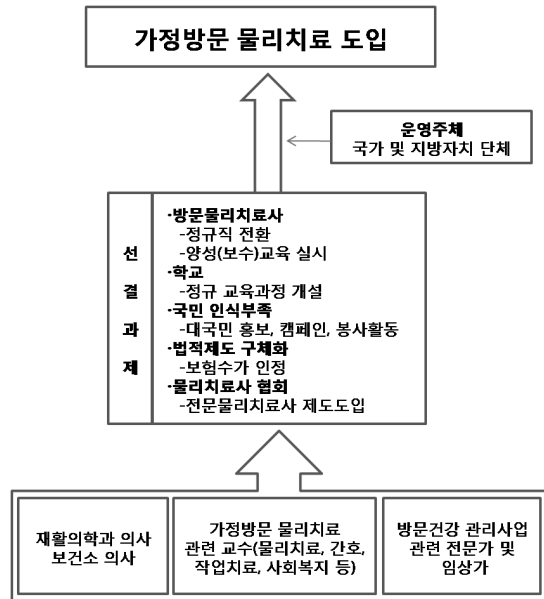 가정방문 물리치료 도입
운영주체
국가 및 지방자치 단체
선
결
과
제
·방문물리치료사
-정규직 전환
-양성(보수)교육 실시
·학교
-정규 교육과정 개설
·국민 인식부족
-대국민 홍보, 캠페인, 봉사활동
·법적제도 구체화
-보험수가 인정
·물리치료사 협회
-전문물리치료사 제도도입
재활의학과 의사
보건소 의사
가정방문 물리치료
관련 교수(물리치료, 간호,
작업치료, 사회복지 등)
방문건강 관리사업
관련 전문가 및
임상가